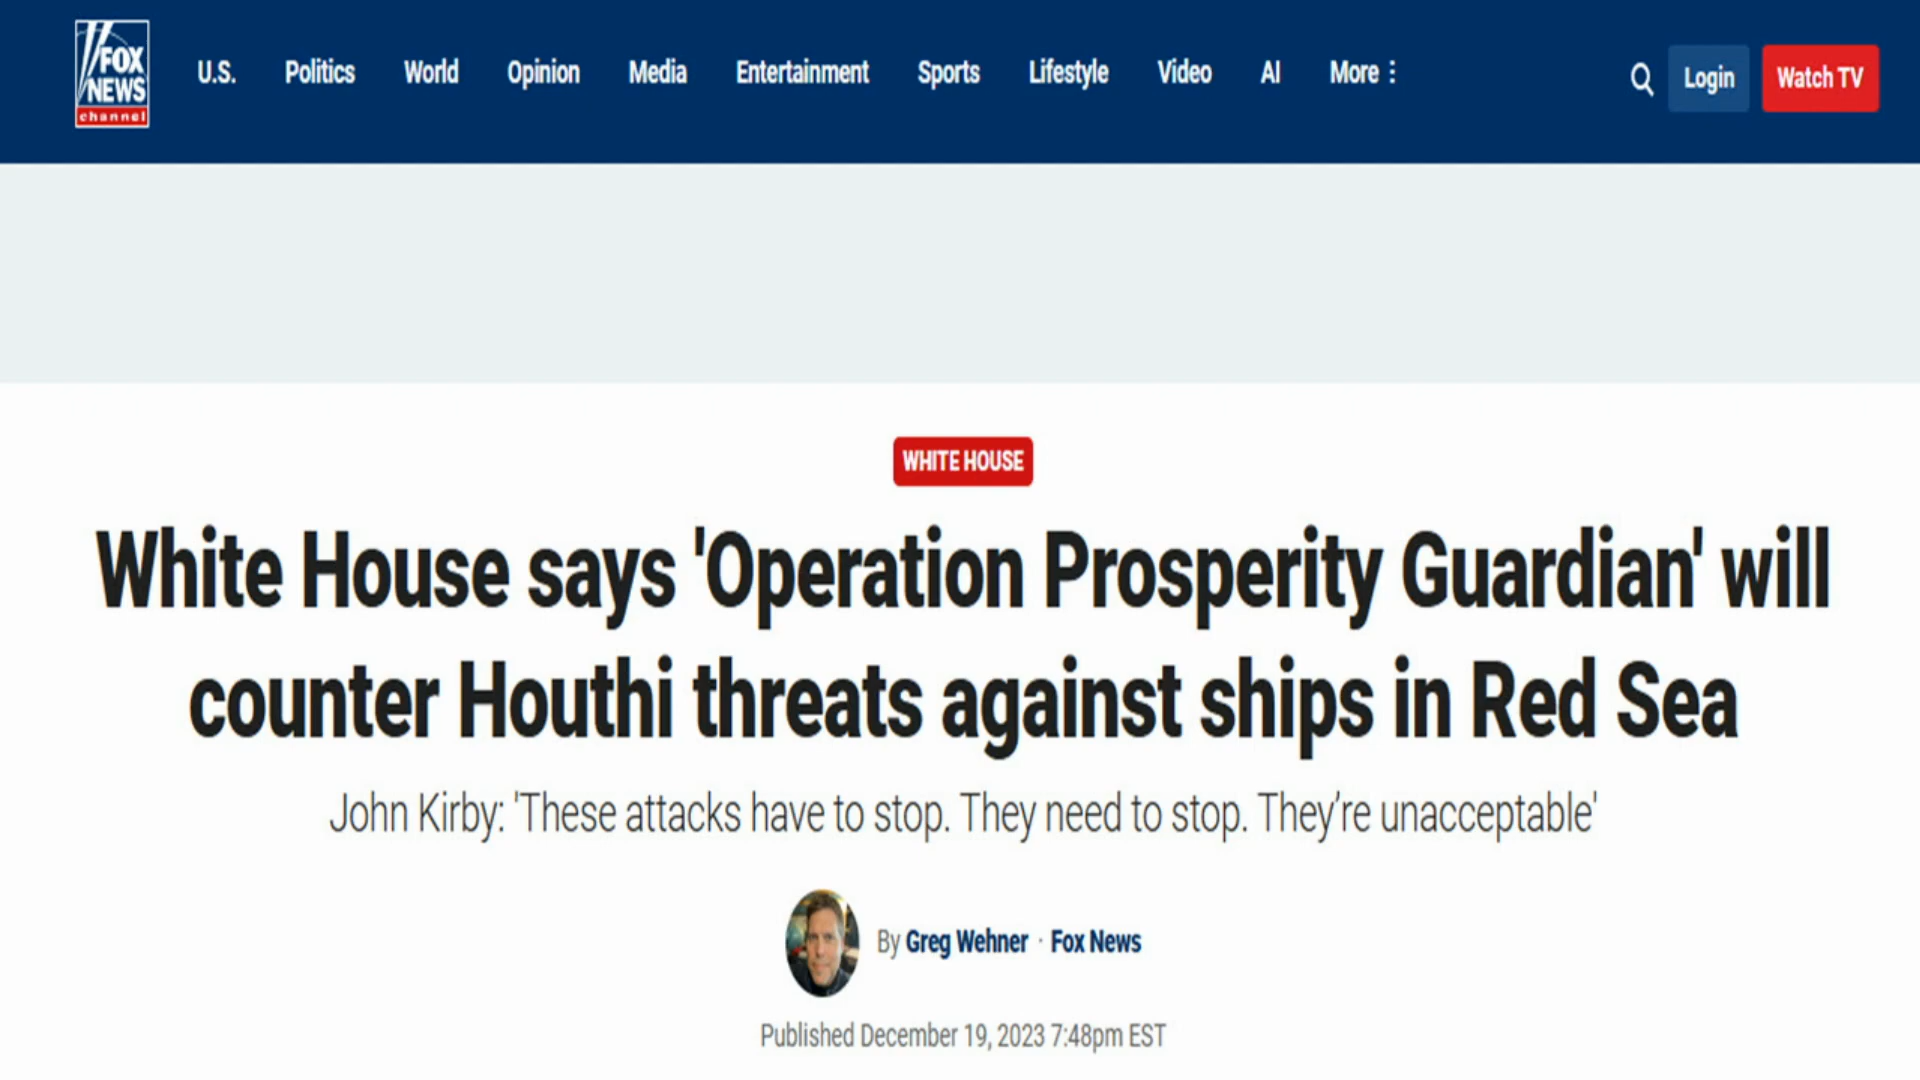 FOX
NEWS
channel
U.S. Politics World Opinion Media Entertainment Sports Lifestyle Video AI More Login Watch TV
WHITE HOUSE
White House says 'Operation Prosperity Guardian' will
counter Houthi threats against ships in Red Sea
John Kirby: 'These attacks have to stop. They need to stop. They're unacceptable'
By Greg Wehner · Fox News
Published December 19, 2023 7:48pm EST